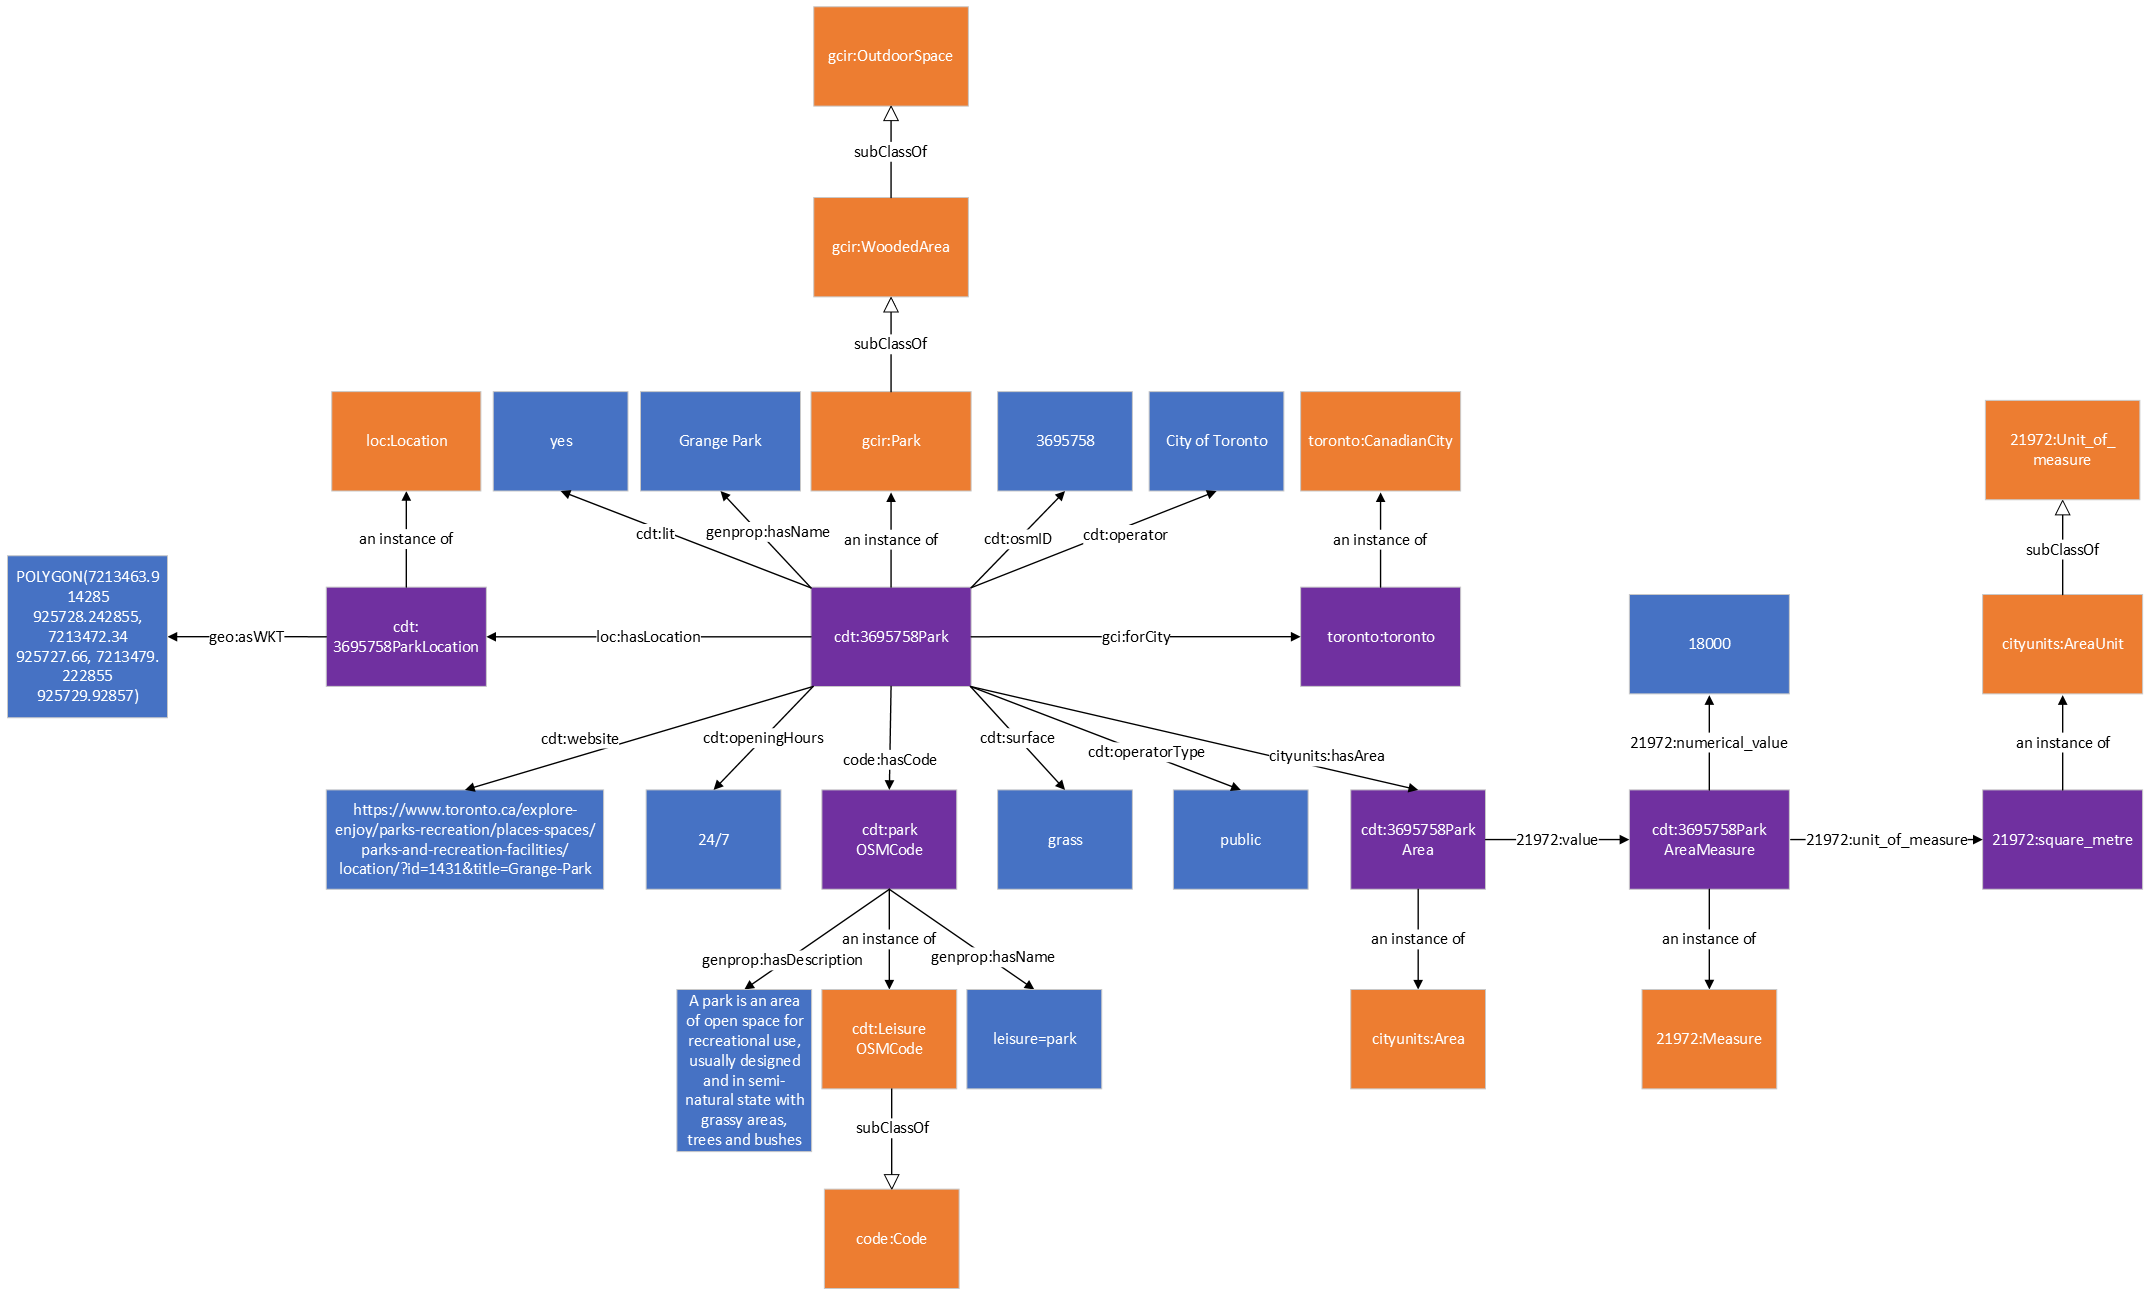 gcir:OutdoorSpace
subClassOf
gcir:WoodedArea
subClassOf
loc:Location
yes
Grange Park
gcir:Park
3695758
City of Toronto
toronto:CanadianCity
21972:Unit_of_
measure
an instance of
cdt:lit
genprop:hasName
an instance of
cdt:osmID
cdt:operator
an instance of
subClassOf
POLYGON(7213463.9
14285
925728.242855,
7213472.34
925727.66, 7213479.
222855
925729.92857)
geo:asWKT
cdt:
3695758ParkLocation
loc:hasLocation
cdt:3695758Park
gci:forCity
toronto:toronto
18000
cityunits:AreaUnit
cdt:website
cdt:openingHours
code:hasCode
cdt:surface
cdt:operatorType
cityunits:hasArea
21972:numerical_value
an instance of
https://www.toronto.ca/explore-
enjoy/parks-recreation/places-spaces/
parks-and-recreation-facilities/
location/?id=1431&title=Grange-Park
24/7
cdt:park
OSMCode
grass
public
cdt:3695758Park
Area
21972:value
cdt:3695758Park
AreaMeasure
21972:unit_of_measure
21972:square_metre
genprop:hasDescription
an instance of
genprop:hasName
an instance of
an instance of
A park is an area
of open space for
recreational use,
usually designed
and in semi-
natural state with
grassy areas,
trees and bushes
cdt:Leisure
OSMCode
leisure=park
cityunits:Area
21972:Measure
subClassOf
code:Code